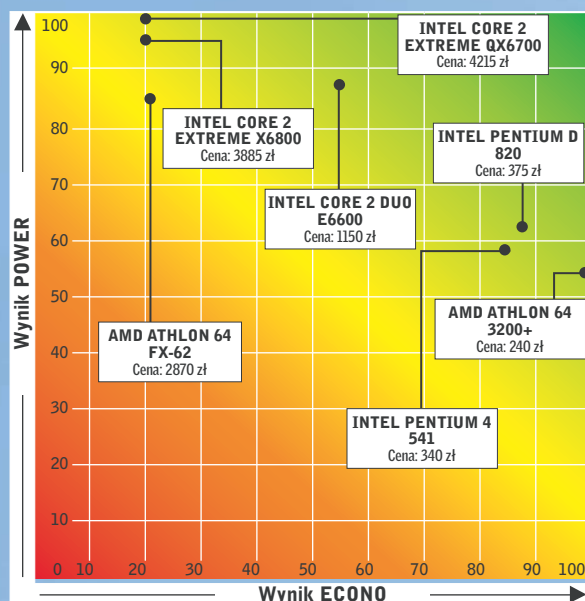 100
90
80
70
60
50
40
30
20
10
Wynik POWER
INTEL CORE 2
EXTREME QX6700
Cena: 4215 zł
INTEL CORE 2
EXTREME X6800
Cena: 3885 zł
INTEL PENTIUM D
820
Cena: 375 zł
INTEL CORE 2 DUO
E6600
Cena: 1150 zł
AMD ATHLON 64
3200+
Cena: 240 zł
AMD ATHLON 64
FX-62
Cena: 2870 zł
INTEL PENTIUM 4
541
Cena: 340 zł
0 10 20 30 40 50 60 70 80 90 100
Wynik ECONO